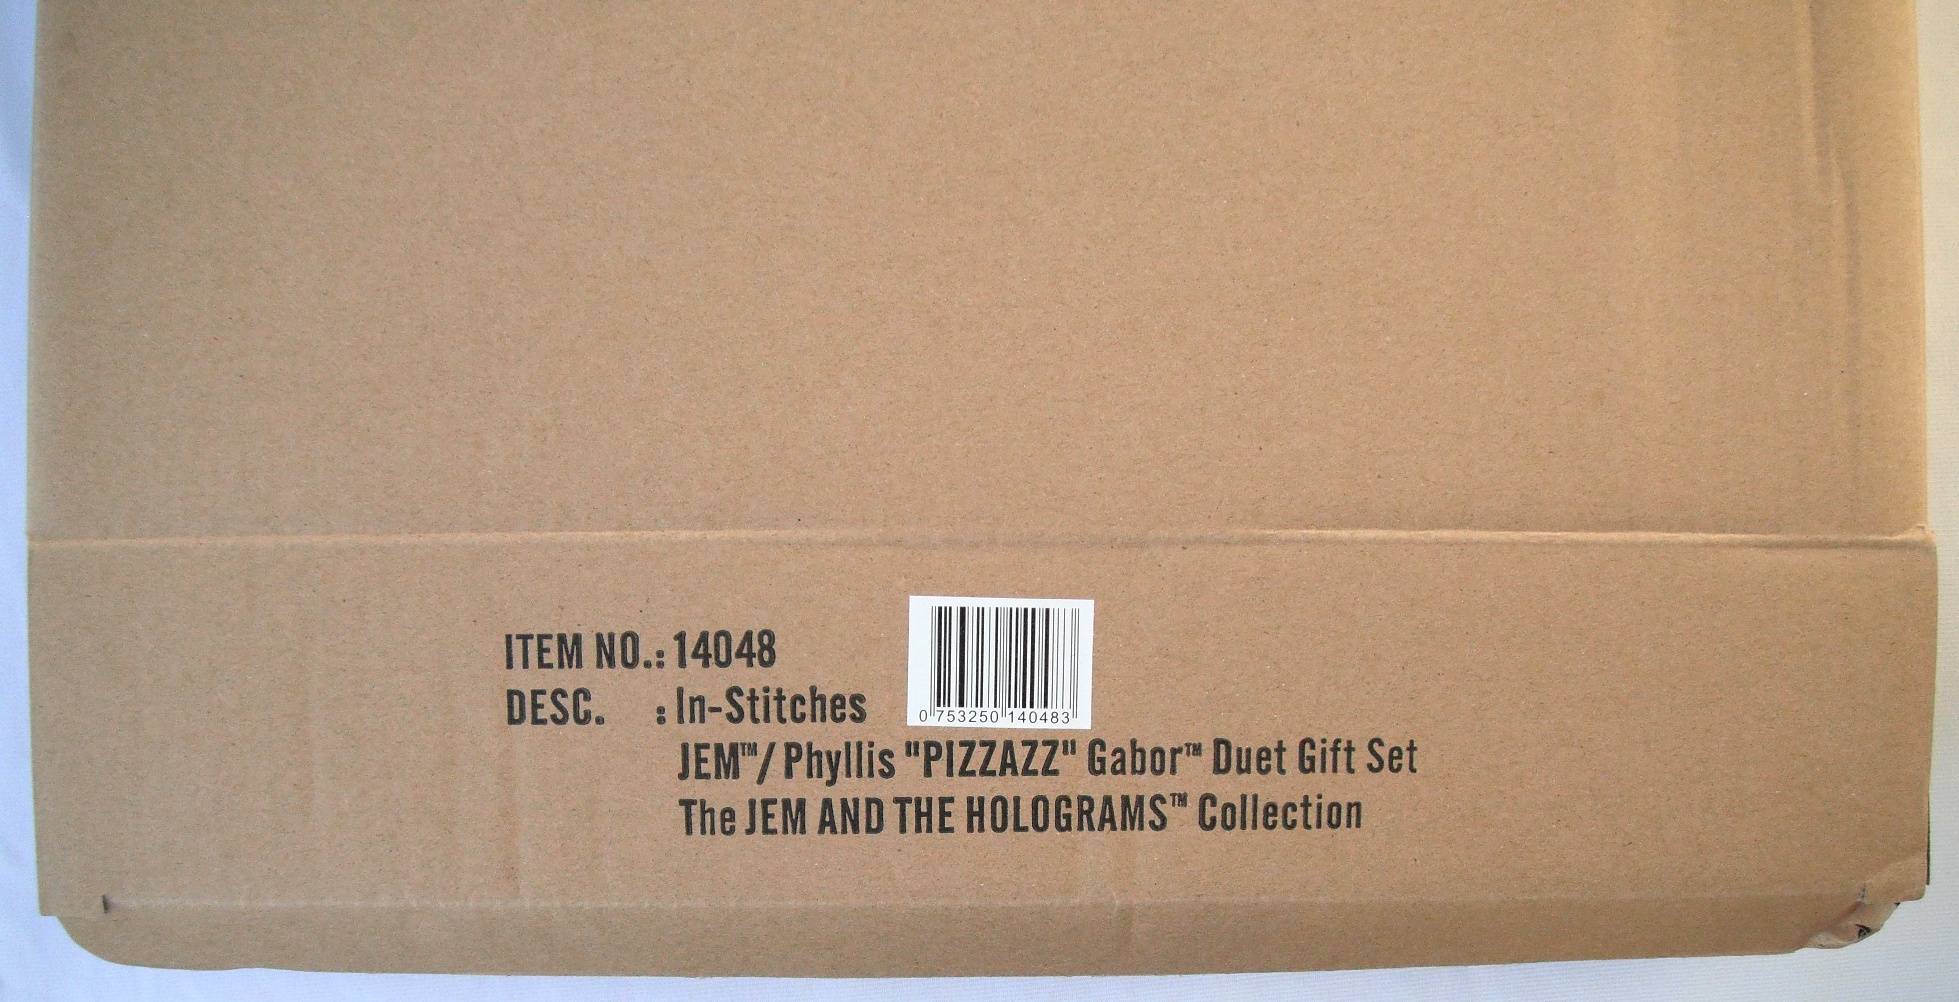 ITEM NO.: 14048
DESC. : In-Stitches
0 753250 140483
JEM™/ Phyllis "PIZZAZZ" Gabor™ Duet Gift Set
The JEM AND THE HOLOGRAMS™ Collection